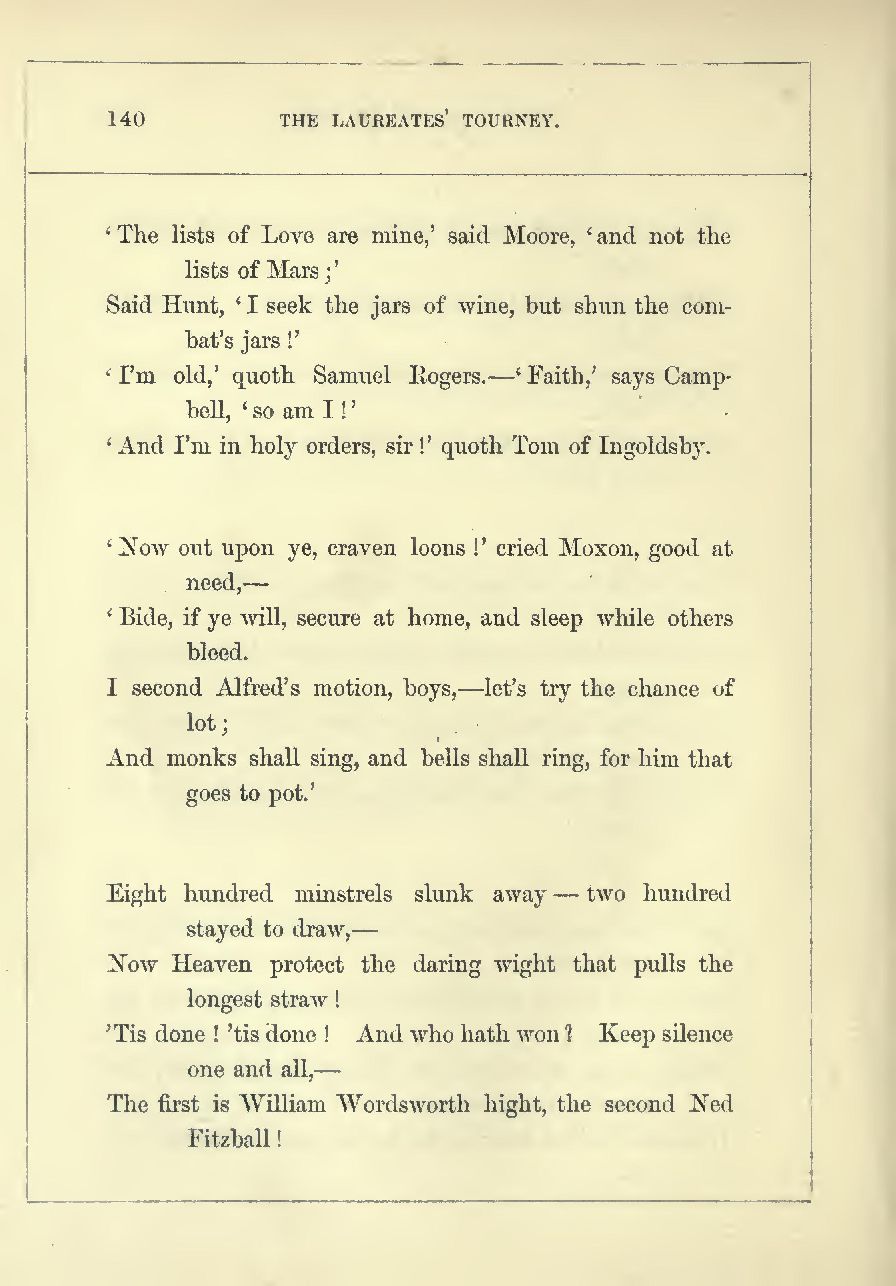 140 THE LAUREATES' TOURNEY.
‘The lists of Love are mine,’ said Moore, ‘and not the
lists of Mars;’
Said Hunt, ‘I seek the jars of wine, but shun the com-
bat’s jars!’
‘I’m old,’ quoth Samuel Rogers.—‘Faith,’ says Camp-
bell, ‘so am I!’
‘And I’m in holy orders, sir!’ quoth Tom of Ingoldsby.
‘Now out upon ye, craven loons!’ cried Moxon, good at
need,—
‘Bide, if ye will, secure at home, and sleep while others
bleed.
I second Alfred’s motion, boys,—let’s try the chance of
lot;
And monks shall sing, and bells shall ring, for him that
goes to pot.’
Eight hundred minstrels slunk away — two hundred
stayed to draw,—
Now Heaven protect the daring wight that pulls the
longest straw!
’Tis done! ’tis done! And who hath won? Keep silence
one and all,—
The first is William Wordsworth hight, the second Ned
Fitzball!